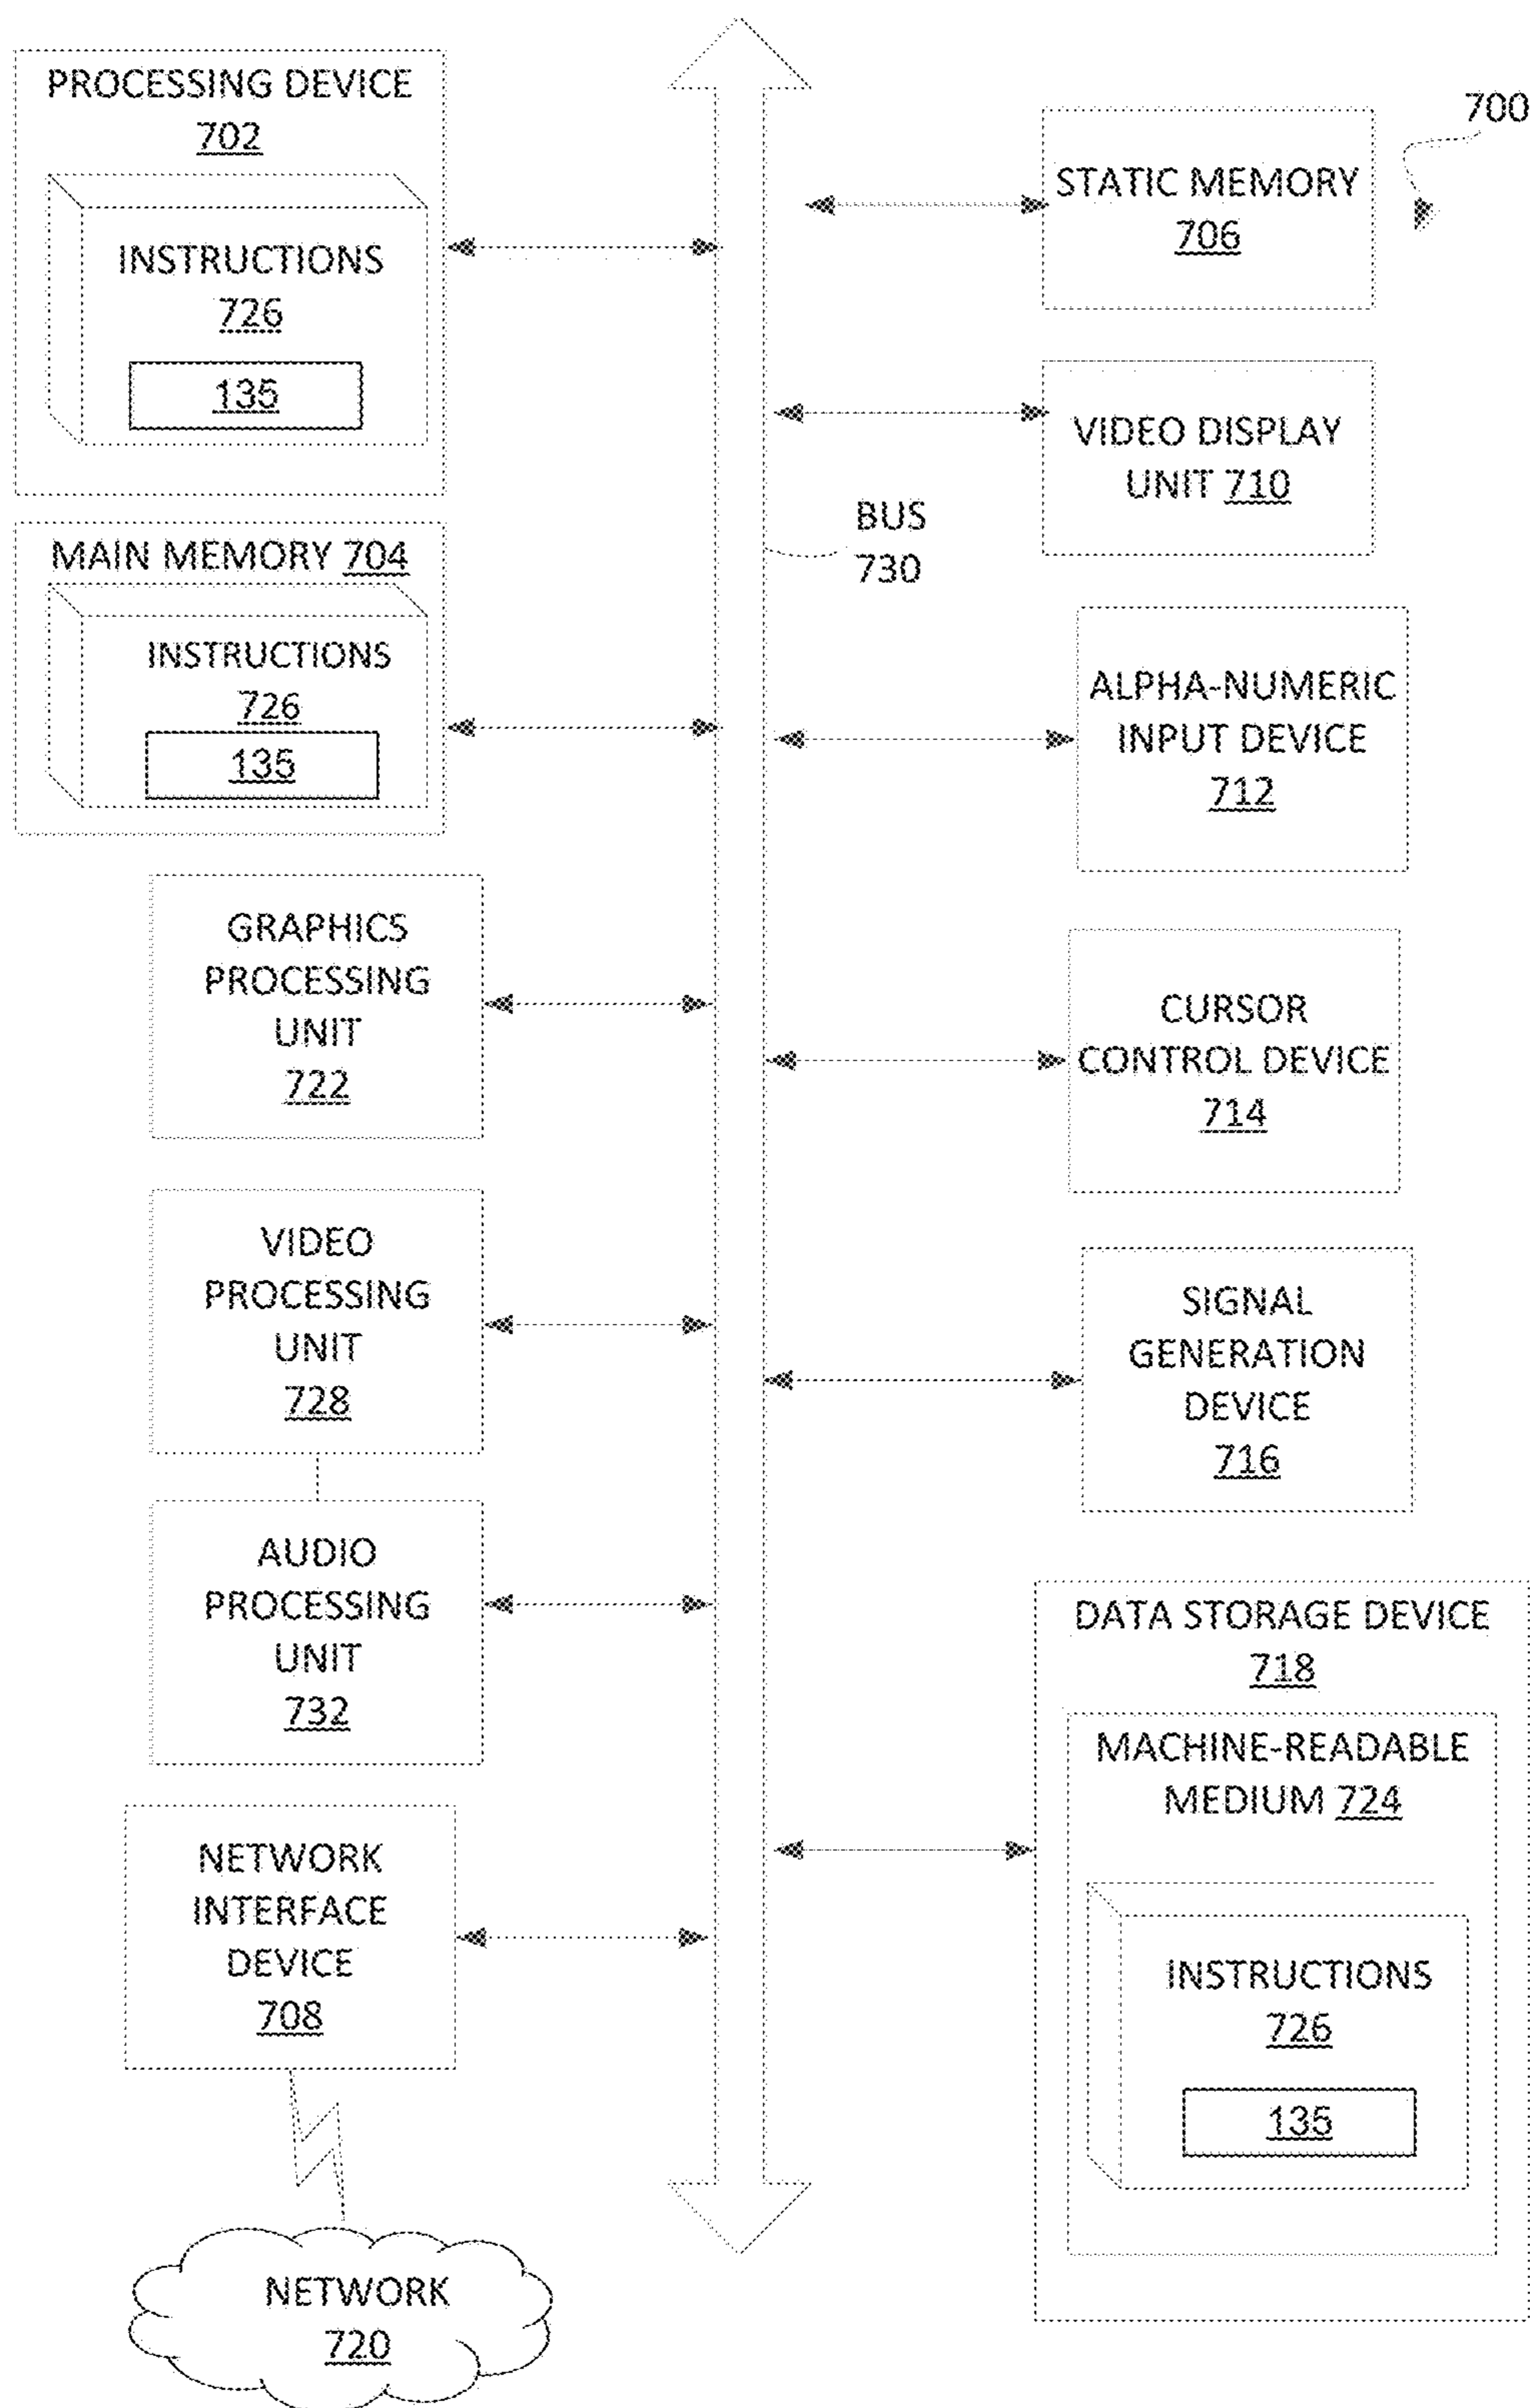 PROCESSING DEVICE
702
INSTRUCTIONS
726
135
MAIN MEMORY 704
INSTRUCTIONS
726
135
GRAPHICS
PROCESSING
UNIT
722
VIDEO
PROCESSING
UNIT
728
AUDIO
PROCESSING
UNIT
732
NETWORK
INTERFACE
DEVICE
708
NETWORK
720
BUS
730
700
STATIC MEMORY
706
VIDEO DISPLAY
UNIT 710
ALPHA-NUMERIC
INPUT DEVICE
712
CURSOR
CONTROL DEVICE
714
SIGNAL
GENERATION
DEVICE
716
DATA STORAGE DEVICE
718
MACHINE-READABLE
MEDIUM 724
INSTRUCTIONS
726
135